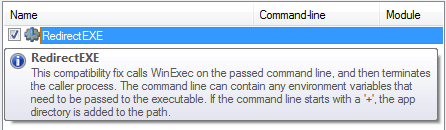 Name Command-line Module
RedirectEXE
RedirectEXE
This compatibility fix calls WinExec on the passed command line, and then terminates
the caller process. The command line can contain any environment variables that
need to be passed to the executable. If the command line starts with a '+', the app
directory is added to the path.